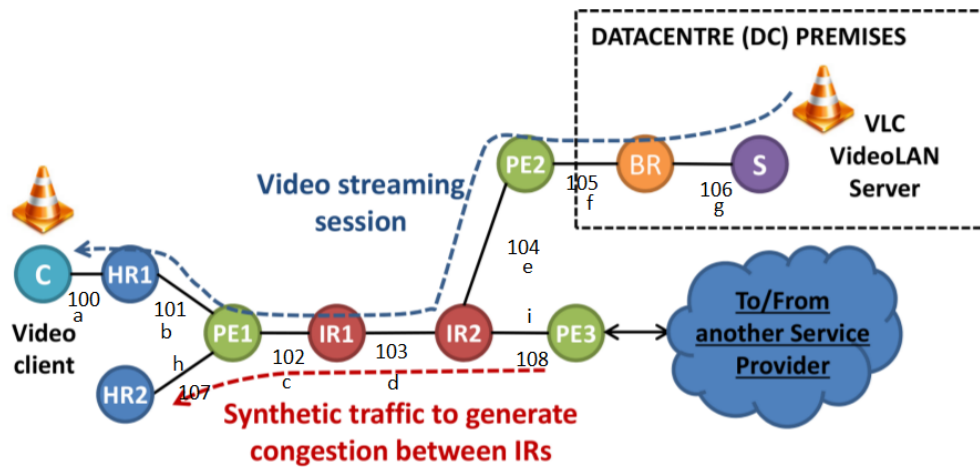 DATACENTRE (DC) PREMISES
VLC
VideoLAN
Server
PE2
BR
S
105
f
106
g
Video streaming
session
104
e
C
HR1
100
a
101
b
Video
client
PE1
IR1
IR2
i
PE3
To/From
another Service
Provider
h
102
c
103
d
108
HR2
107
Synthetic traffic to generate
congestion between IRs